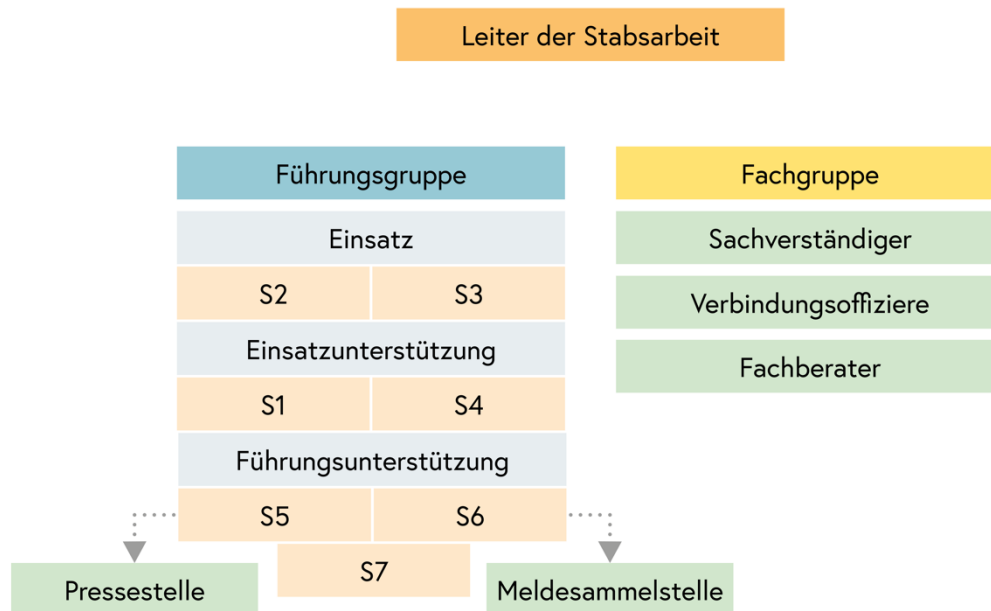 Leiter der Stabsarbeit
Führungsgruppe
Einsatz
S2
S3
Einsatzunterstützung
S1
S4
Führungsunterstützung
S5
S6
S7
Pressestelle
Meldesammelstelle
Fachgruppe
Sachverständiger
Verbindungsoffiziere
Fachberater